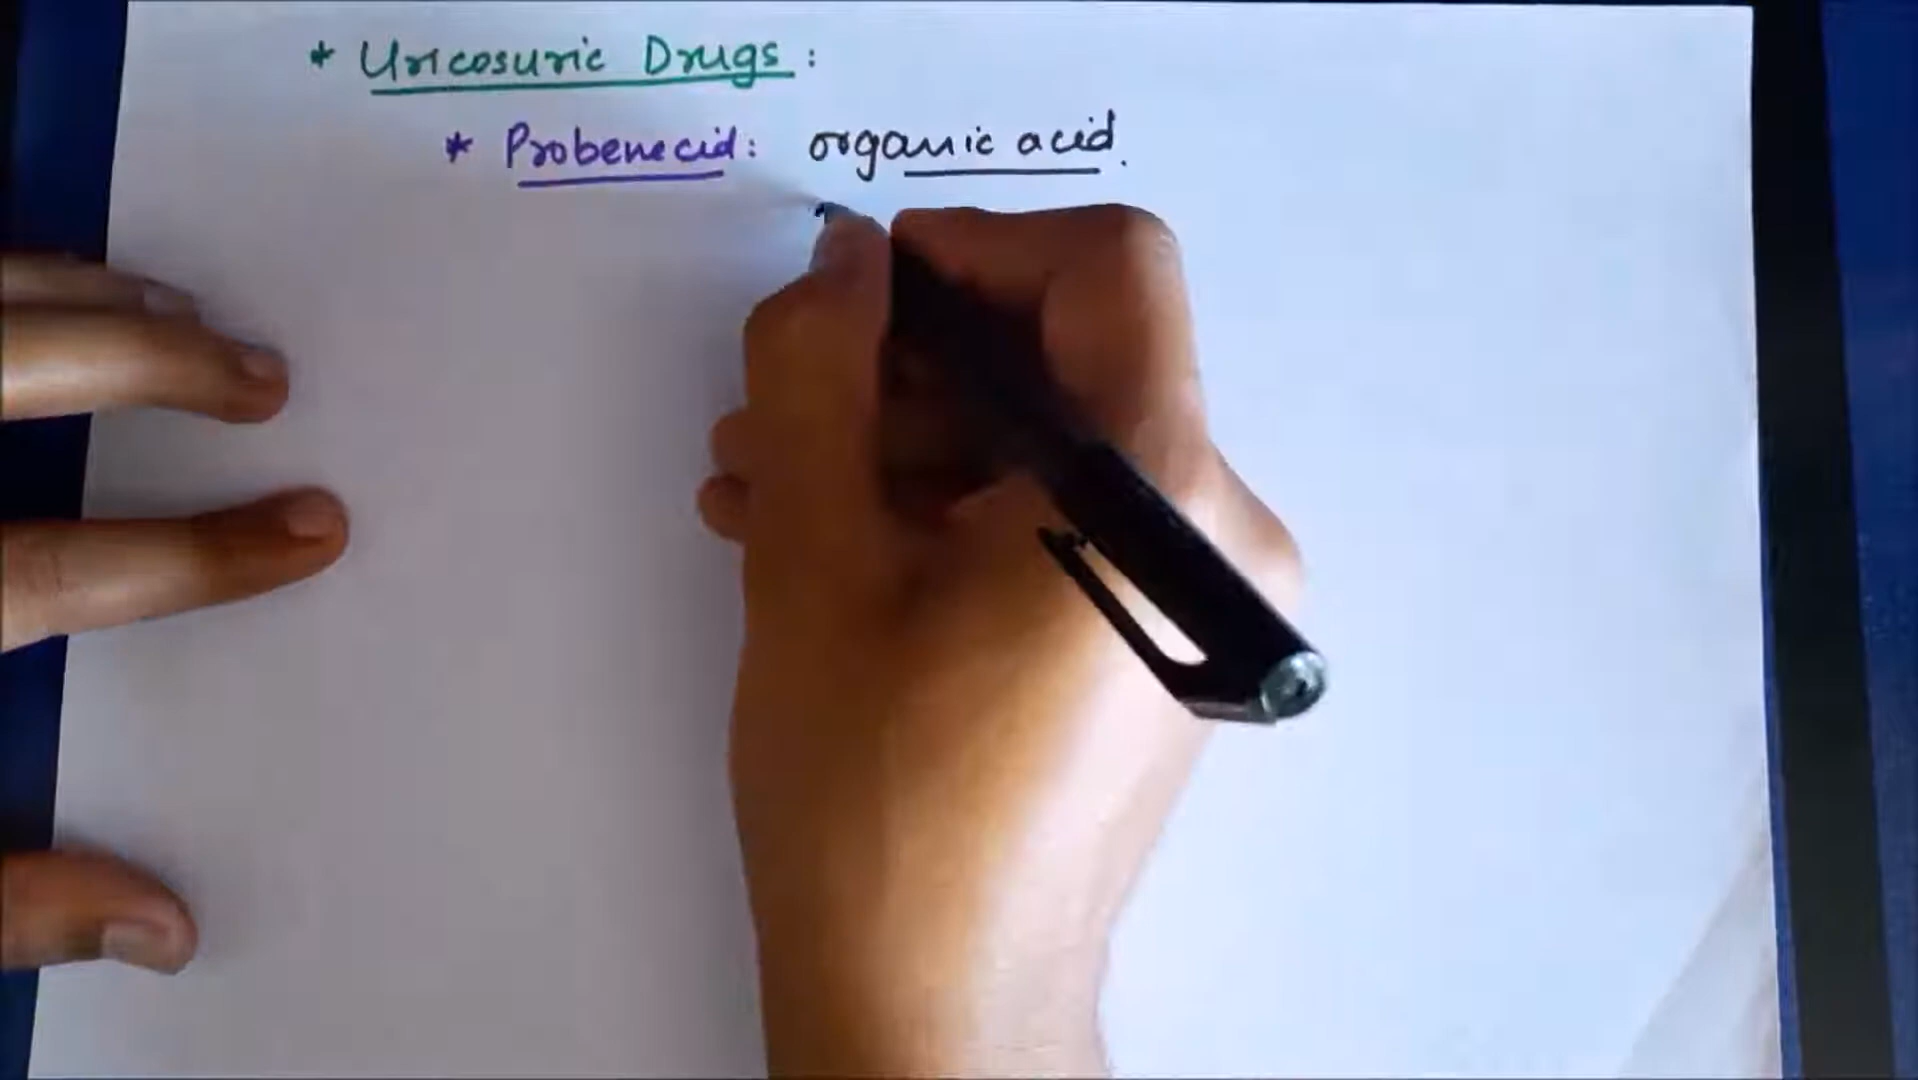 * Uricosuric Drugs :
* Probenecid : organic acid.